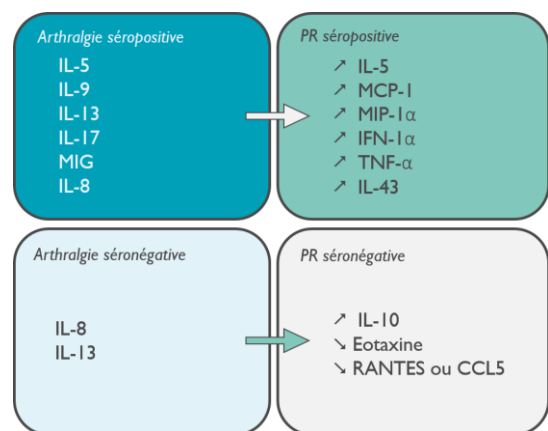 Arthralgie séropositive
IL-5
IL-9
IL-13
IL-17
MIG
IL-8
PR séropositive
↗ IL-5
↗ MCP-1
↗ MIP-1α
↗ IFN-1α
↗ TNF-α
↗ IL-43
Arthralgie séronégative
IL-8
IL-13
PR séronégative
↗ IL-10
↘ Eotaxine
↘ RANTES ou CCL5